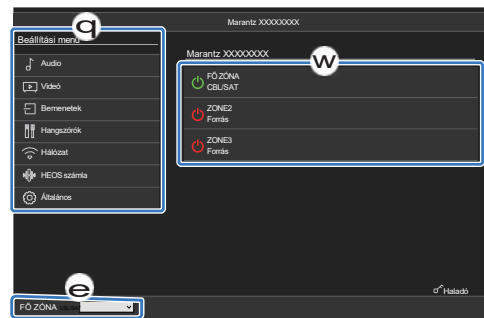 Marantz XXXXXXXX
q
Beállítási menü
Audio
Videó
Bemenetek
Hangszórók
Hálózat
HEOS számla
Általános
Marantz XXXXXXXX
w
FŐ ZÓNA
CBL/SAT
ZONE2
Forrás
ZONE3
Forrás
Haladó
e
FŐ ZÓNA